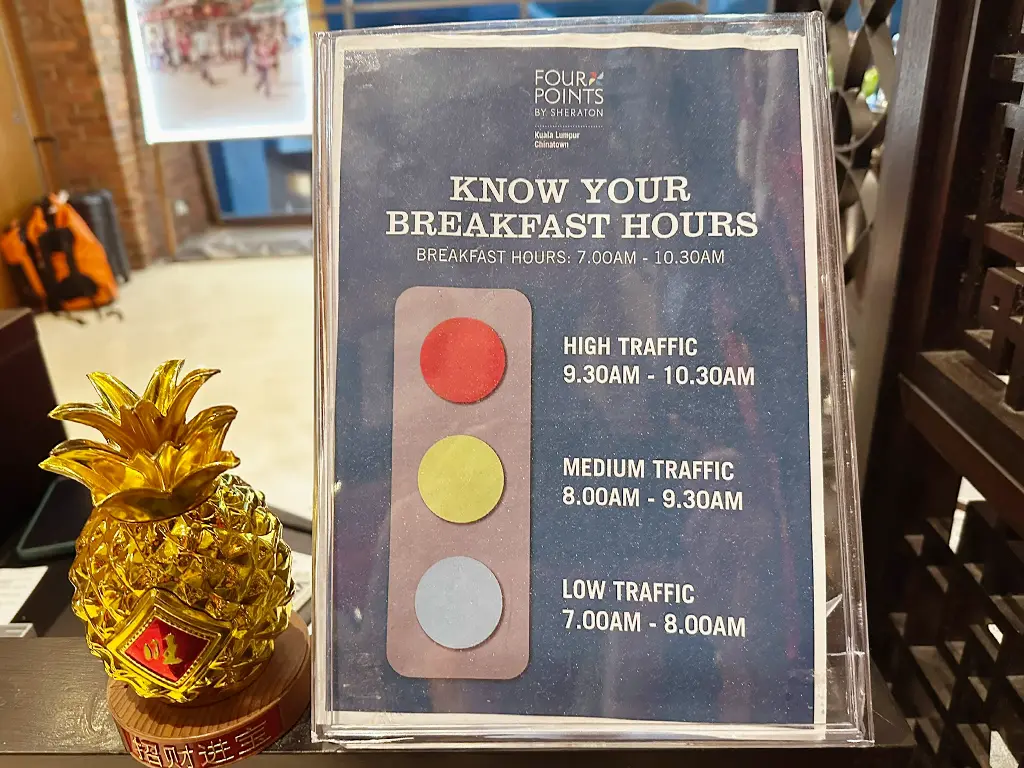 FOUR
POINTS
BY SHERATON
Kuala Lumpur
Chinatown
KNOW YOUR
BREAKFAST HOURS
BREAKFAST HOURS: 7.00AM - 10.30AM
HIGH TRAFFIC
9.30AM - 10.30AM
MEDIUM TRAFFIC
8.00AM - 9.30AM
LOW TRAFFIC
7.00AM - 8.00AM
招财进宝